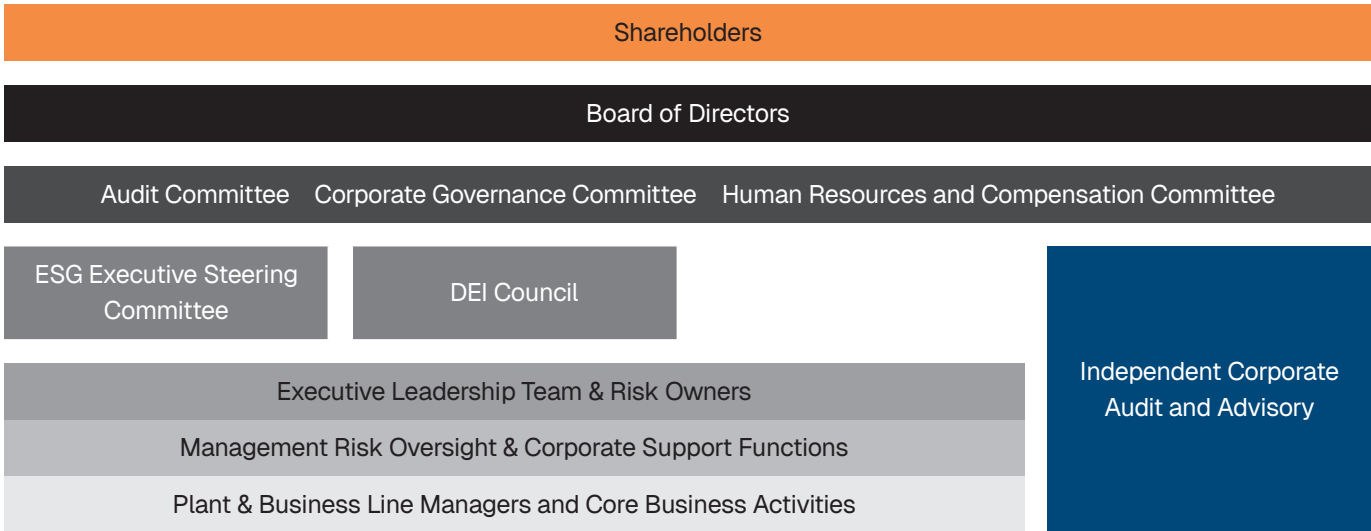 Shareholders
Board of Directors
Audit Committee Corporate Governance Committee Human Resources and Compensation Committee
ESG Executive Steering
Committee
DEI Council
Independent Corporate
Audit and Advisory
Executive Leadership Team & Risk Owners
Management Risk Oversight & Corporate Support Functions
Plant & Business Line Managers and Core Business Activities